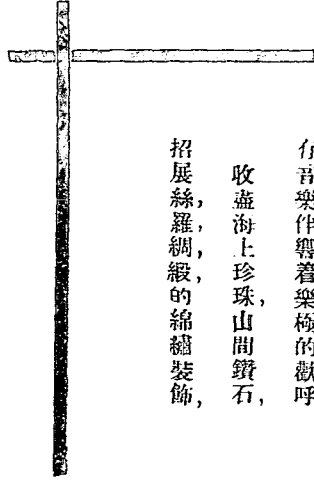 有音樂伴響着樂極的歡呼
收盡海上珍珠，山間鑽石，
招展絲，羅，綢，緞，的綿繡裝飾，